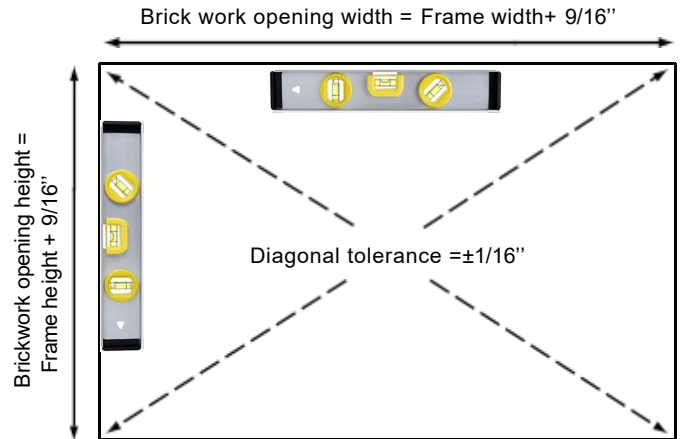 Brick work opening width = Frame width+ 9/16’’
Brickwork opening height =
Frame height + 9/16’’
Diagonal tolerance =±1/16’’